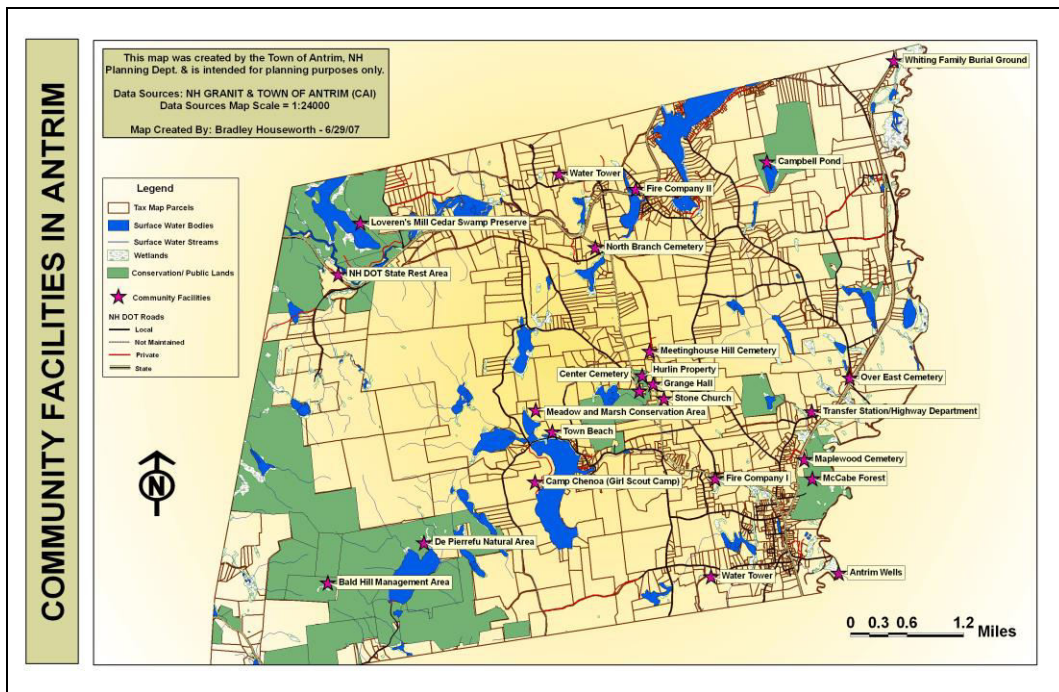 COMMUNITY FACILITIES IN ANTRIM
This map was created by the Town of Antrim, NH
Planning Dept. & is intended for planning purposes only.
Data Sources: NH GRANIT & TOWN OF ANTRIM (CAI)
Data Sources Map Scale = 1:24000
Map Created By: Bradley Houseworth - 6/29/07
Legend
Tax Map Parcels
Surface Water Bodies
Surface Water Streams
Wetlands
Conservation/ Public Lands
Community Facilities
NH DOT Roads
Local
Not Maintained
Private
State
N
Whiting Family Burial Ground
Campbell Pond
Water Tower
Fire Company II
Loveren's Mill Cedar Swamp Preserve
North Branch Cemetery
NH DOT State Rest Area
Meetinghouse Hill Cemetery
Hurlin Property
Center Cemetery
Grange Hall
Over East Cemetery
Stone Church
Meadow and Marsh Conservation Area
Transfer Station/Highway Department
Town Beach
Maplewood Cemetery
Camp Chenoa (Girl Scout Camp)
Fire Company I
McCabe Forest
De Pierrefu Natural Area
Bald Hill Management Area
Water Tower
Antrim Wells
0 0.3 0.6 1.2
Miles